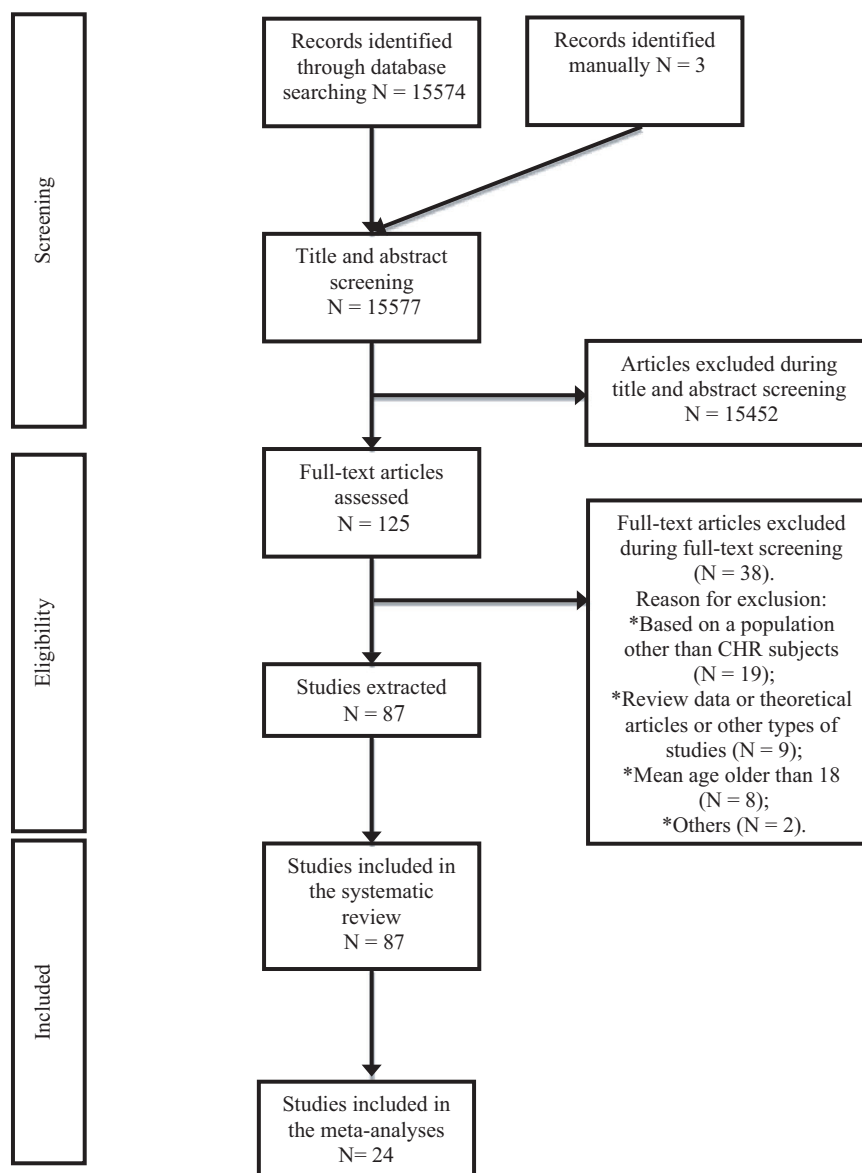 Screening
Records identified
through database
searching N = 15574
Records identified
manually N = 3
Title and abstract
screening
N = 15577
Articles excluded during
title and abstract screening
N = 15452
Eligibility
Full-text articles
assessed
N = 125
Full-text articles excluded
during full-text screening
(N = 38).
Reason for exclusion:
*Based on a population
other than CHR subjects
(N = 19);
*Review data or theoretical
articles or other types of
studies (N = 9);
*Mean age older than 18
(N = 8);
*Others (N = 2).
Studies extracted
N = 87
Included
Studies included in
the systematic
review
N = 87
Studies included in
the meta-analyses
N= 24